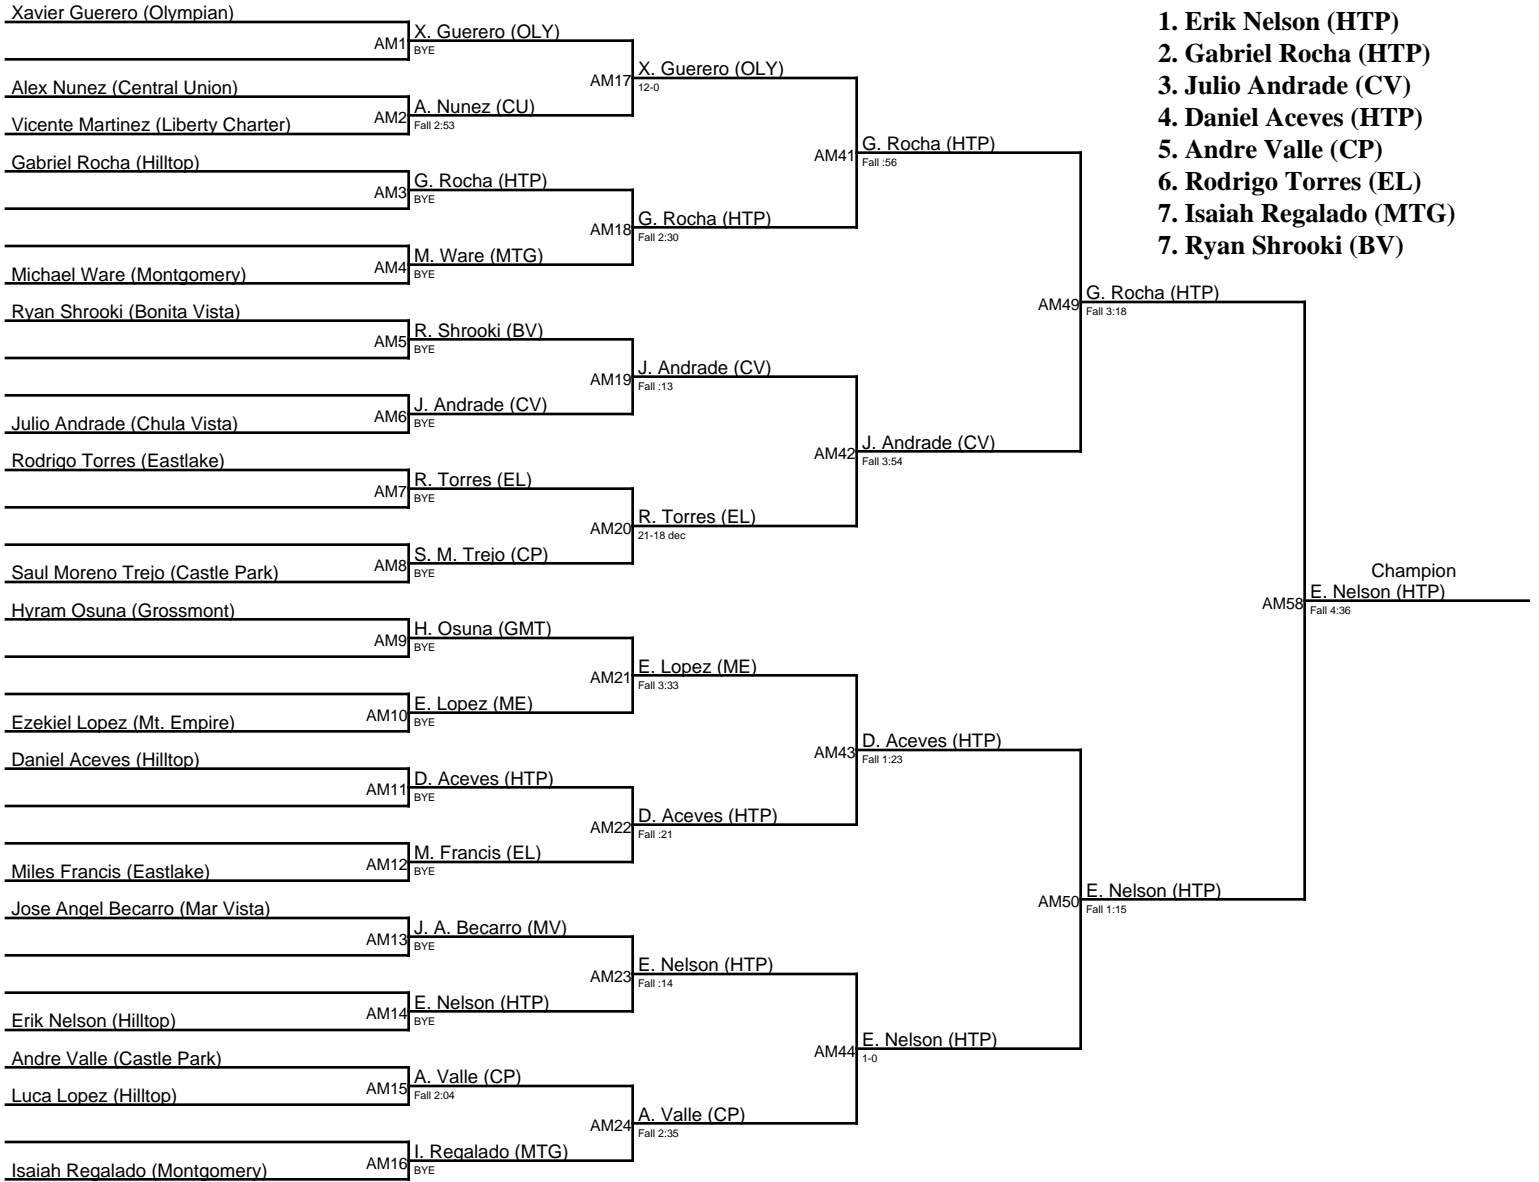 Xavier Guerero (Olympian)
AM1
X. Guerero (OLY)
BYE
Alex Nunez (Central Union)
Vicente Martinez (Liberty Charter)
AM2
A. Nunez (CU)
Fall 2:53
AM17
X. Guerero (OLY)
12-0
Gabriel Rocha (Hilltop)
AM3
G. Rocha (HTP)
BYE
Michael Ware (Montgomery)
AM4
M. Ware (MTG)
BYE
AM18
G. Rocha (HTP)
Fall 2:30
AM41
G. Rocha (HTP)
Fall :56
Ryan Shrooki (Bonita Vista)
AM5
R. Shrooki (BV)
BYE
Julio Andrade (Chula Vista)
AM6
J. Andrade (CV)
BYE
AM19
J. Andrade (CV)
Fall :13
Rodrigo Torres (Eastlake)
AM7
R. Torres (EL)
BYE
Saul Moreno Trejo (Castle Park)
AM8
S. M. Trejo (CP)
BYE
AM20
R. Torres (EL)
21-18 dec
AM42
J. Andrade (CV)
Fall 3:54
AM49
G. Rocha (HTP)
Fall 3:18
Hyram Osuna (Grossmont)
AM9
H. Osuna (GMT)
BYE
Ezekiel Lopez (Mt. Empire)
AM10
E. Lopez (ME)
BYE
AM21
E. Lopez (ME)
Fall 3:33
Daniel Aceves (Hilltop)
AM11
D. Aceves (HTP)
BYE
Miles Francis (Eastlake)
AM12
M. Francis (EL)
BYE
AM22
D. Aceves (HTP)
Fall :21
AM43
D. Aceves (HTP)
Fall 1:23
Jose Angel Becarro (Mar Vista)
AM13
J. A. Becarro (MV)
BYE
Erik Nelson (Hilltop)
AM14
E. Nelson (HTP)
BYE
AM23
E. Nelson (HTP)
Fall :14
Andre Valle (Castle Park)
Luca Lopez (Hilltop)
AM15
A. Valle (CP)
Fall 2:04
Isaiah Regalado (Montgomery)
AM16
I. Regalado (MTG)
BYE
AM24
A. Valle (CP)
Fall 2:35
AM44
E. Nelson (HTP)
1-0
AM50
E. Nelson (HTP)
Fall 1:15
AM58
Champion
E. Nelson (HTP)
Fall 4:36
1. Erik Nelson (HTP)
2. Gabriel Rocha (HTP)
3. Julio Andrade (CV)
4. Daniel Aceves (HTP)
5. Andre Valle (CP)
6. Rodrigo Torres (EL)
7. Isaiah Regalado (MTG)
7. Ryan Shrooki (BV)